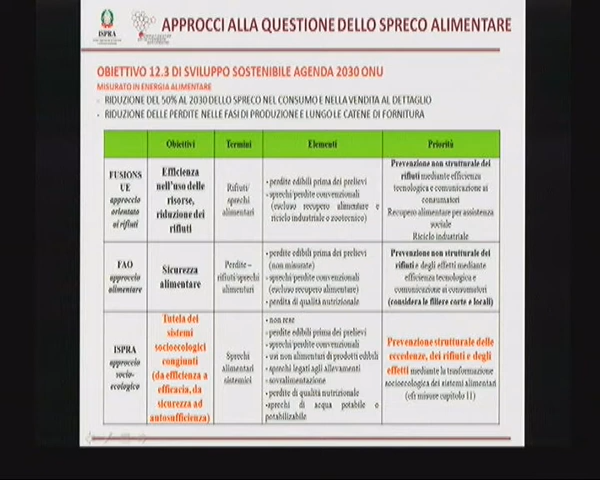 ISPRA
APPROCCI ALLA QUESTIONE DELLO SPRECO ALIMENTARE
OBIETTIVO 12.3 DI SVILUPPO SOSTENIBILE AGENDA 2030 ONU
MISURATO IN ENERGIA ALIMENTARE
- RIDUZIONE DEL 50% AL 2030 DELLO SPRECO NEL CONSUMO E NELLA VENDITA AL DETTAGLIO
- RIDUZIONE DELLE PERDITE NELLE FASI DI PRODUZIONE E LUNGO LE CATENE DI FORNITURA
Obiettivi Termini Elementi Priorità
FUSIONS
UE
approccio
orientato
ai rifiuti
Efficienza
nell'uso delle
risorse,
riduzione dei
rifiuti
Rifiuti/
sprechi
alimentari
- perdite edibili prima dei prelievi
- sprechi/perdite convenzionali
(escluso recupero alimentare e
riciclo industriale o zootecnico)
Prevenzione non strutturale dei
rifiuti mediante efficienza
tecnologica e comunicazione ai
consumatori
Recupero alimentare per assistenza
sociale
Riciclo industriale
FAO
approccio
alimentare
Sicurezza
alimentare
Perdite –
rifiuti/sprechi
alimentari
- perdite edibili prima dei prelievi
(non misurate)
- sprechi/perdite convenzionali
(escluso recupero alimentare)
- perdita di qualità nutrizionale
Prevenzione non strutturale dei
rifiuti e degli effetti mediante
efficienza tecnologica e
comunicazione ai consumatori
(considera le filiere corte e locali)
ISPRA
approccio
socio-
ecologico
Tutela dei
sistemi
socioecologici
congiunti
(da efficienza a
efficacia, da
sicurezza ad
autosufficienza)
Sprechi
alimentari
sistemici
- non rese
- perdite edibili prima dei prelievi
- sprechi/perdite convenzionali
- usi non alimentari di prodotti edibili
- sprechi legati agli allevamenti
- sovralimentazione
- perdite di qualità nutrizionale
-sprechi di acqua potabile o
potabilizzabile
Prevenzione strutturale delle
eccedenze, dei rifiuti e degli
effetti mediante la trasformazione
socioecologica dei sistemi alimentari
(cfr misure capitolo 11)